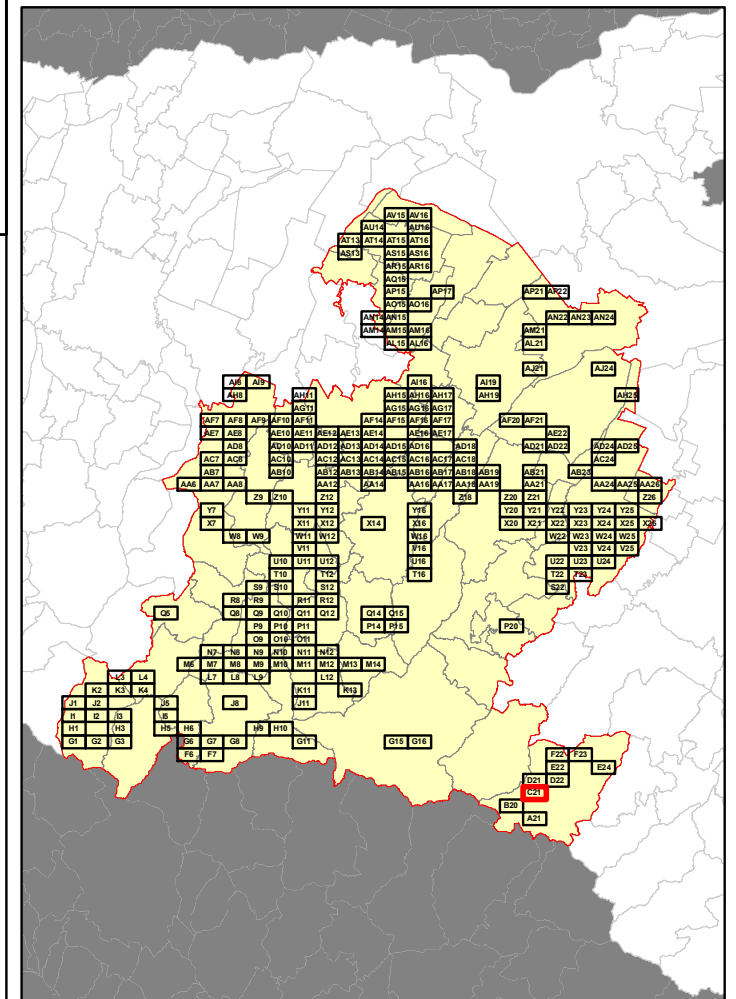 AV15 AV16
AU14 AU16
AT13 AT14 AT15 AT16
AS13 AS15 AS16
AR15 AR16
AQ15
AP15 AP17 AP21 AP22
AO15 AO16
AN14 AN15 AN22 AN23 AN24
AM14 AM15 AM16 AM21
AL15 AL16 AL21
AJ21 AJ24
AI8 AI9 AI16 AI19
AH8 AH11 AH15 AH16 AH17 AH19 AH25
AG11 AG15 AG16 AG17
AF7 AF8 AF9 AF10 AF11 AF14 AF15 AF16 AF17 AF20 AF21
AE7 AE8 AE10 AE11 AE12 AE13 AE14 AE16 AE17 AE22
AD8 AD10 AD11 AD12 AD13 AD14 AD15 AD16 AD18 AD21 AD22 AD24 AD25
AC7 AC8 AC10 AC12 AC13 AC14 AC15 AC16 AC17 AC18 AC24
AB7 AB10 AB12 AB13 AB14 AB15 AB16 AB17 AB18 AB19 AB21 AB23
AA6 AA7 AA8 AA12 AA14 AA16 AA17 AA18 AA19 AA21 AA24 AA25 AA26
Z9 Z10 Z12 Z18 Z20 Z21 Z26
Y7 Y11 Y12 Y16 Y20 Y21 Y22 Y23 Y24 Y25
X7 X11 X12 X14 X16 X20 X21 X22 X23 X24 X25 X26
W8 W9 W11 W12 W16 W22 W23 W24 W25
V11 V16 V23 V24 V25
U10 U11 U12 U16 U22 U23 U24
T10 T12 T16 T22 T23
S9 S10 S12 S22
R8 R9 R11 R12
Q5 Q8 Q9 Q10 Q11 Q12 Q14 Q15
P9 P10 P11 P14 P15 P20
O9 O10 O11
N7 N8 N9 N10 N11 N12
M6 M7 M8 M9 M10 M11 M12 M13 M14
L3 L4 L7 L8 L9 L12
K2 K3 K4 K11 K13
J1 J2 J5 J8 J11
I1 I2 I3 I5
H1 H3 H5 H6 H9 H10
G1 G2 G3 G6 G7 G8 G11 G15 G16
F6 F7 F22 F23
E22 E24
D21 D22
C21
B20
A21